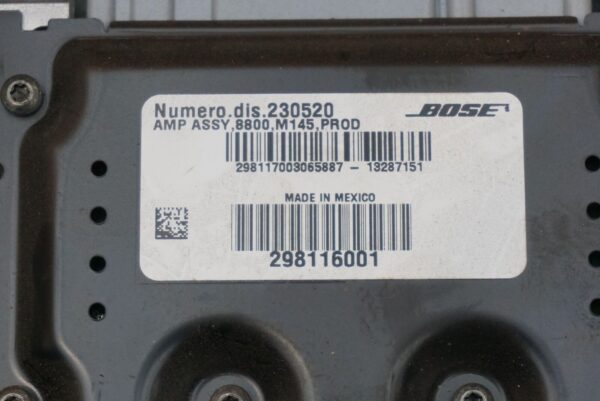 Numero.dis.230520
BOSE
AMP ASSY,8800,M145,PROD
298117003065887 - 13287151
MADE IN MEXICO
298116001